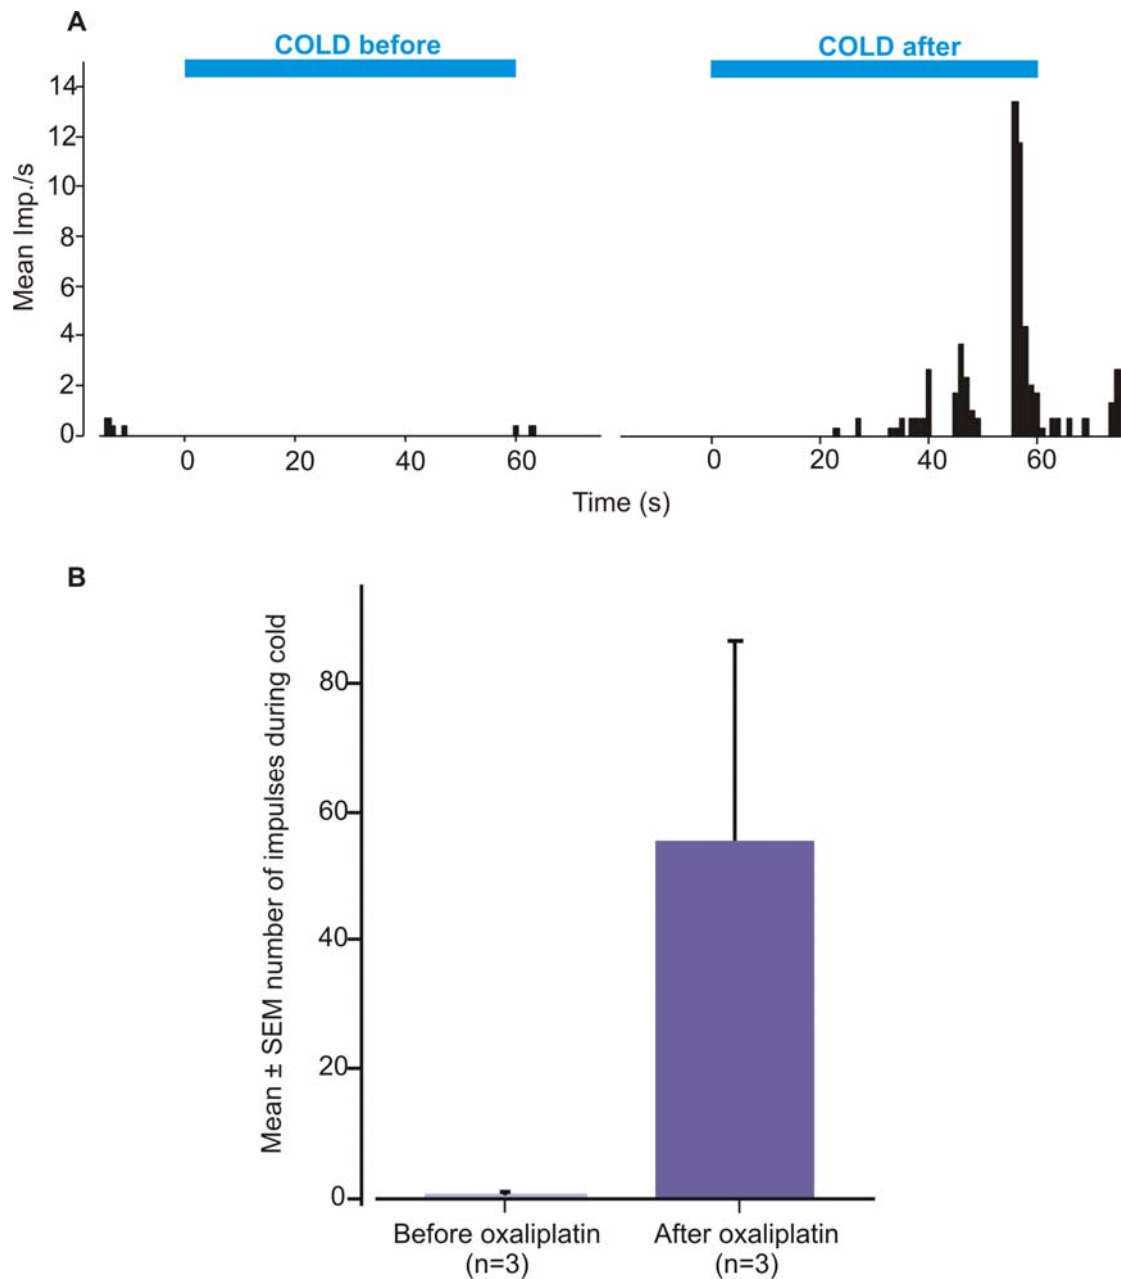 A
COLD before
COLD after
14
12
10
8
6
4
2
0
Mean Imp./s
0 20 40 60
0 20 40 60
Time (s)
B
Mean ± SEM number of impulses during cold
80
60
40
20
0
Before oxaliplatin
(n=3)
After oxaliplatin
(n=3)